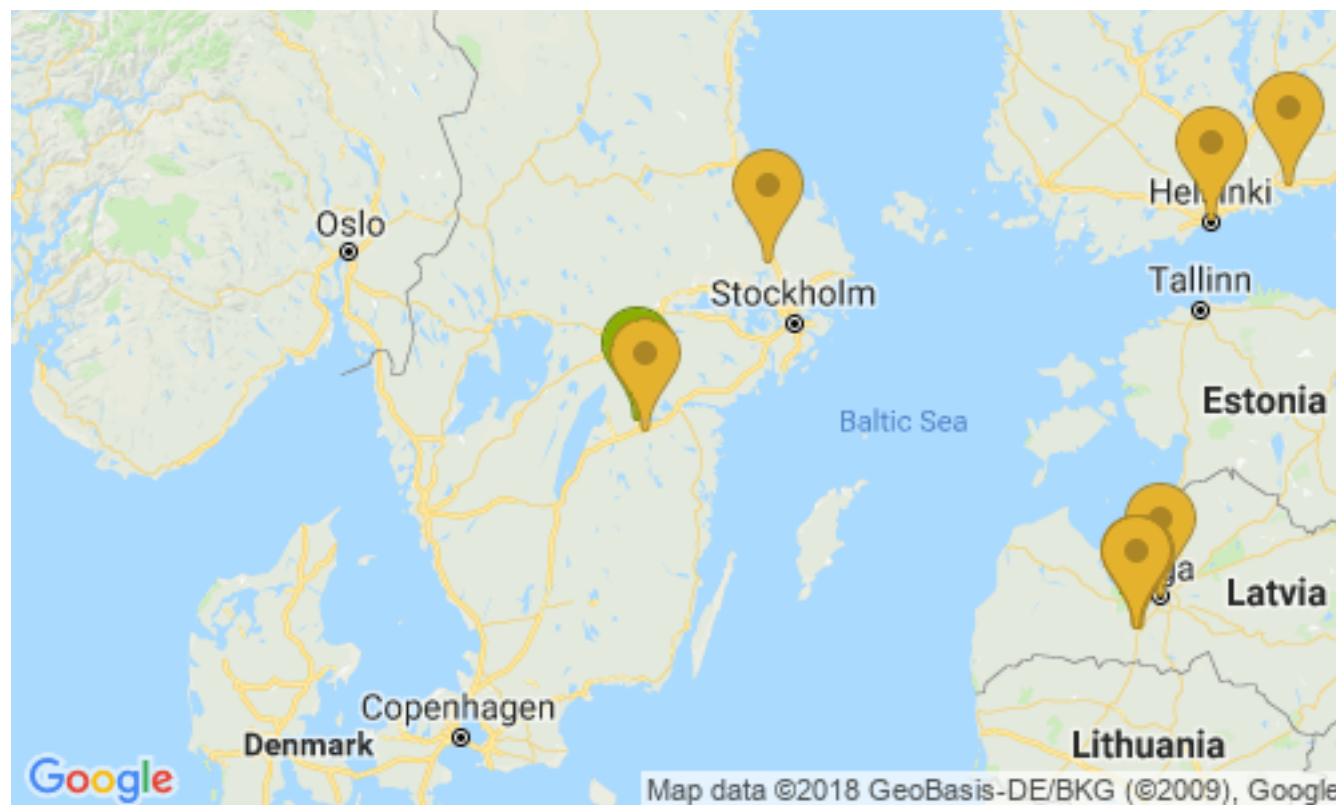 Oslo
Helsinki
Stockholm
Tallinn
Baltic Sea
Estonia
Latvia
Copenhagen
Denmark
Lithuania
Google
Map data ©2018 GeoBasis-DE/BKG (©2009), Google